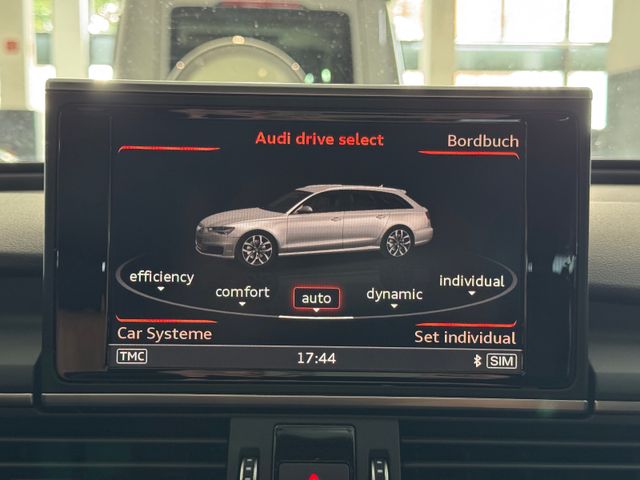 Audi drive select
Bordbuch
efficiency
comfort
auto
dynamic
individual
Car Systeme
Set individual
TMC
17:44
SIM